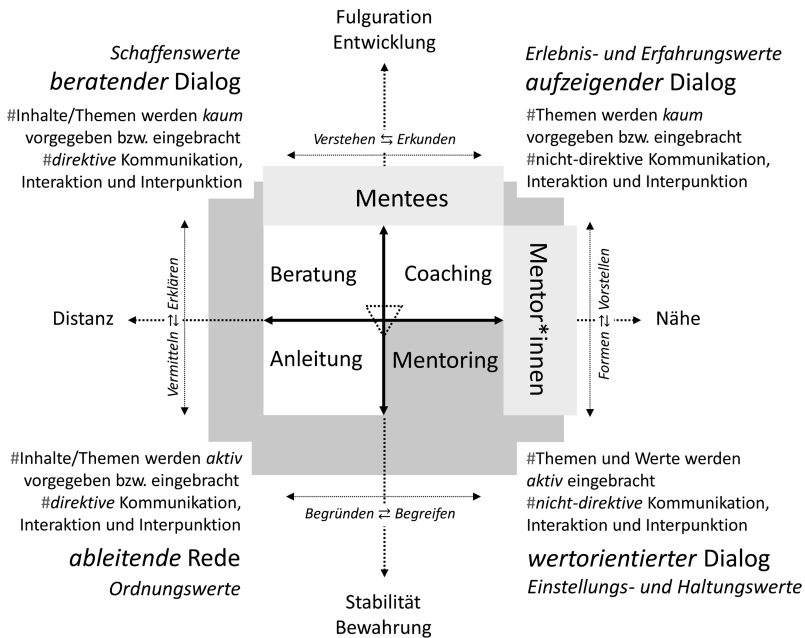 Fulguration
Entwicklung
Schaffenswerte
beratender Dialog
#Inhalte/Themen werden kaum
vorgegeben bzw. eingebracht
#direktive Kommunikation,
Interaktion und Interpunktion
Erlebnis- und Erfahrungswerte
aufzeigender Dialog
#Themen werden kaum
vorgegeben bzw. eingebracht
#nicht-direktive Kommunikation,
Interaktion und Interpunktion
Verstehen ⇆ Erkunden
Mentees
Beratung
Coaching
Mentor*innen
Vermitteln ⇄ Erklären
Formen ⇄ Vorstellen
Distanz
Nähe
Anleitung
Mentoring
#Inhalte/Themen werden aktiv
vorgegeben bzw. eingebracht
#direktive Kommunikation,
Interaktion und Interpunktion
ableitende Rede
Ordnungswerte
#Themen und Werte werden
aktiv eingebracht
#nicht-direktive Kommunikation,
Interaktion und Interpunktion
wertorientierter Dialog
Einstellungs- und Haltungswerte
Begründen ⇄ Begreifen
Stabilität
Bewahrung